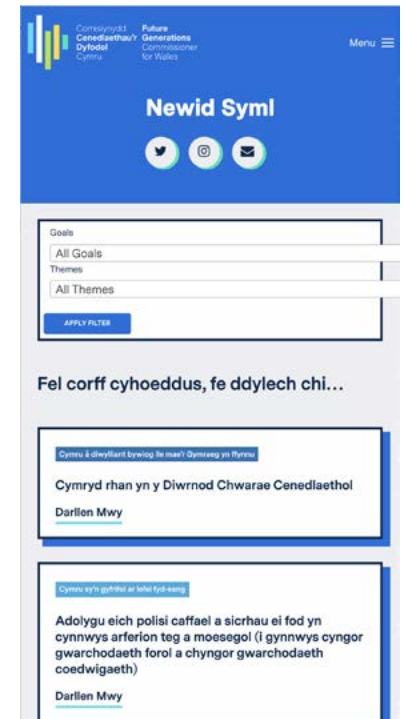 Comisiynydd
Cenedlaethau'r
Dyfodol
Cymru
Future
Generations
Commissioner
for Wales
Menu
Newid Syml
Goals
All Goals
Themes
All Themes
APPLY FILTER
Fel corff cyhoeddus, fe ddylech chi...
Cymru â diwylliant bywiog lle mae'r Gymraeg yn ffynnu
Cymryd rhan yn y Diwrnod Chwarae Cenedlaethol
Darllen Mwy
Cymru sy'n gyfrifol ar lefel fyd-eang
Adolygu eich polisi caffael a sicrhau ei fod yn
cynnwys arferion teg a moesegol (i gynnwys cyngor
gwarchodaeth forol a chyngor gwarchodaeth
coedwigaeth)
Darllen Mwy